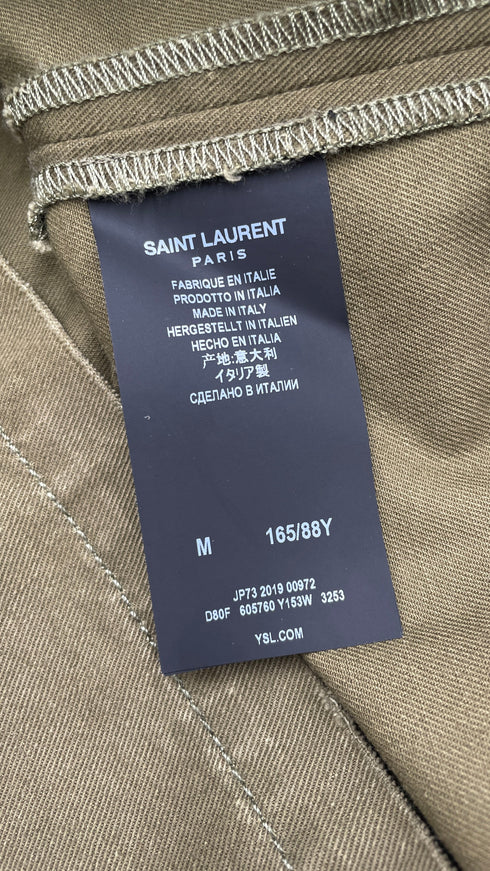 SAINT LAURENT
PARIS
FABRIQUE EN ITALIE
PRODOTTO IN ITALIA
MADE IN ITALY
HERGESTELLT IN ITALIEN
HECHO EN ITALIA
产地:意大利
イタリア製
СДЕЛАНО В ИТАЛИИ
M 165/88Y
JP73 2019 00972
D80F 605760 Y153W 3253
YSL.COM